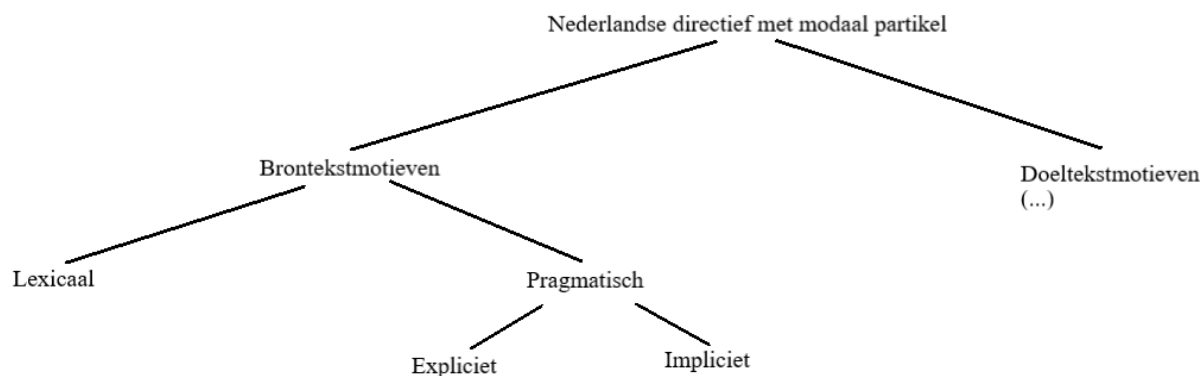 Nederlandse directief met modaal partikel
Brontekstmotieven
Doeltekstmotieven
(...)
Lexicaal
Pragmatisch
Expliciet
Impliciet